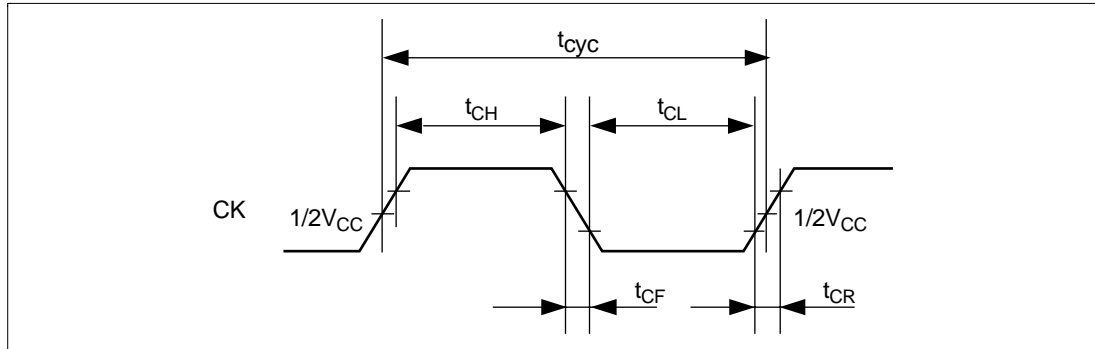 tcyc
tCH
tCL
CK
1/2VCC
1/2VCC
tCF
tCR